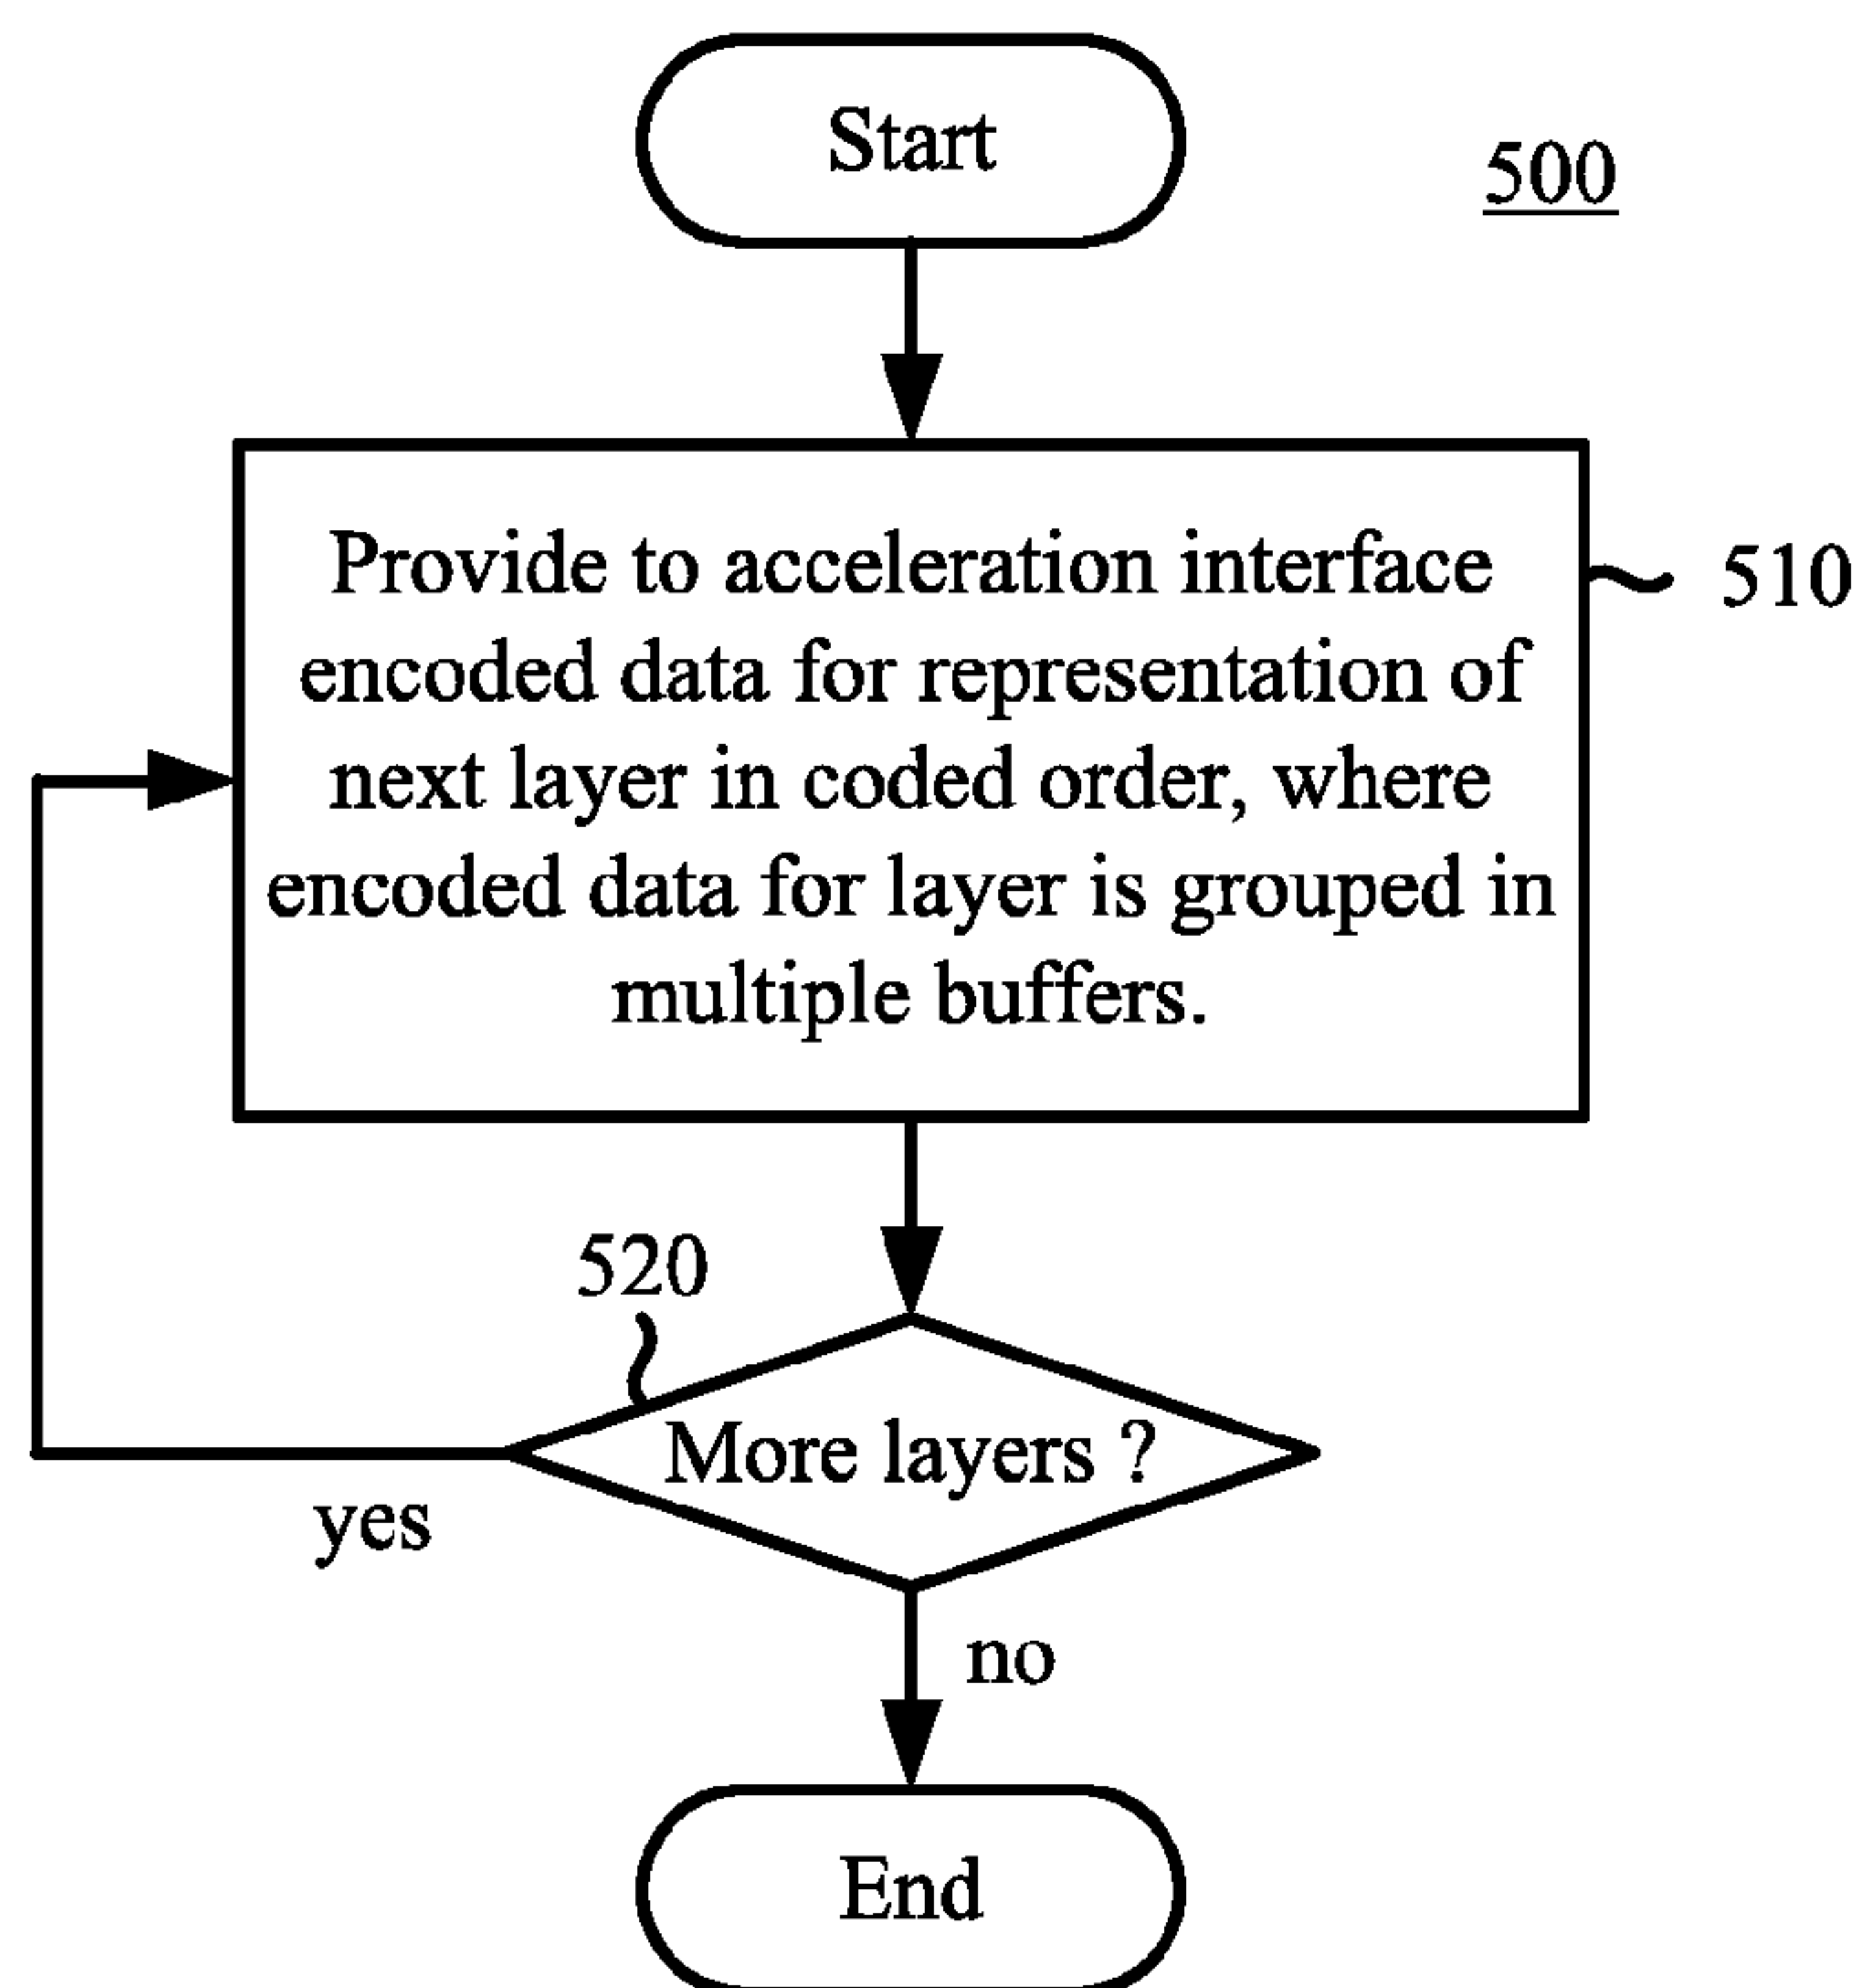 Start
500
Provide to acceleration interface
encoded data for representation of
next layer in coded order, where
encoded data for layer is grouped in
multiple buffers.
510
520
More layers ?
yes
no
End